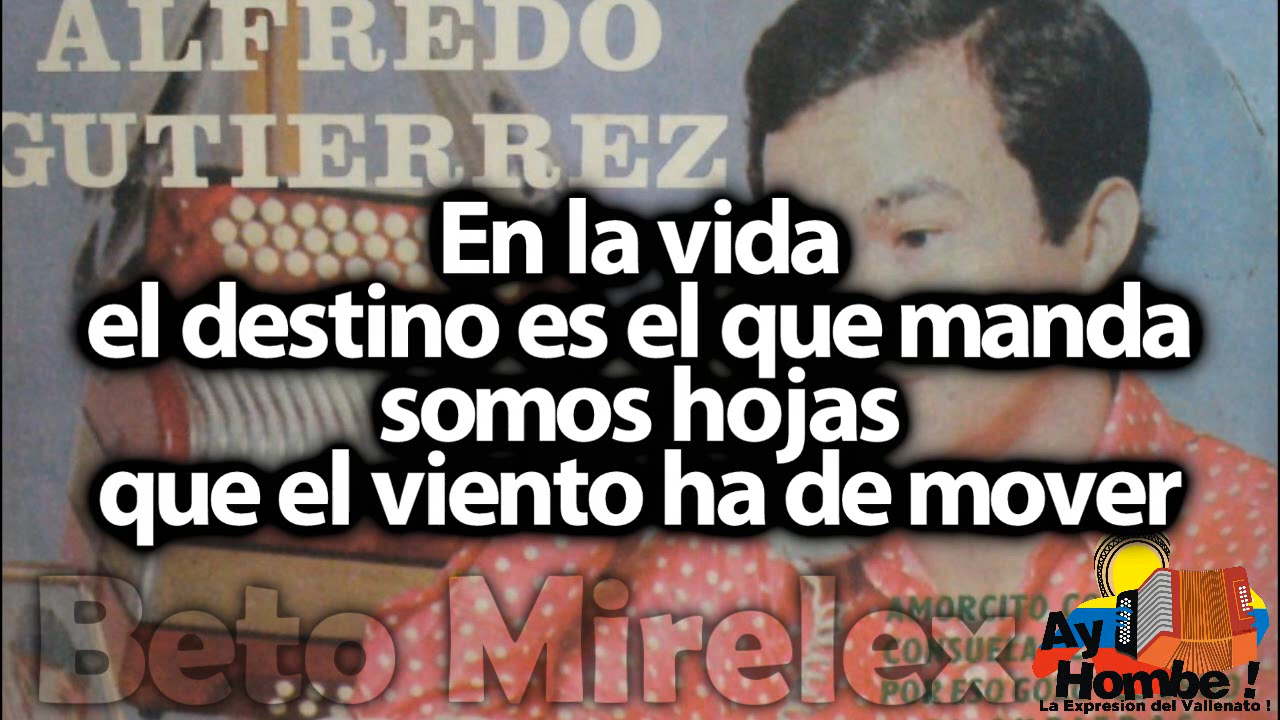 ALFREDO
GUTIERREZ
En la vida
el destino es el que manda
somos hojas
que el viento ha de mover
Beto Mirelex
AMORCITO
CONSUELA
POR ESO
Ay
Hombe !
La Expresion del Vallenato !